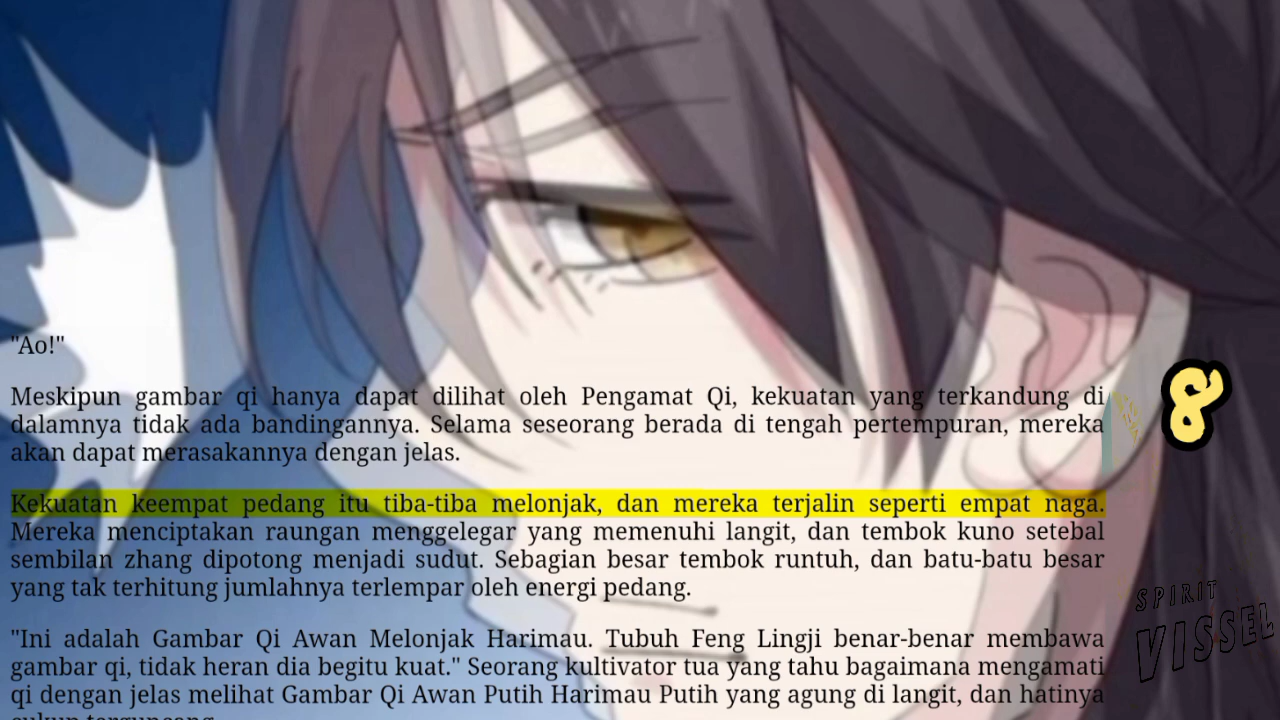 "Ao!"
Meskipun gambar qi hanya dapat dilihat oleh Pengamat Qi, kekuatan yang terkandung di
dalamnya tidak ada bandingannya. Selama seseorang berada di tengah pertempuran, mereka
akan dapat merasakannya dengan jelas.
8
Kekuatan keempat pedang itu tiba-tiba melonjak, dan mereka terjalin seperti empat naga.
Mereka menciptakan raungan menggelegar yang memenuhi langit, dan tembok kuno setebal
sembilan zhang dipotong menjadi sudut. Sebagian besar tembok runtuh, dan batu-batu besar
yang tak terhitung jumlahnya terlempar oleh energi pedang.
SPIRIT
VISSEL
"Ini adalah Gambar Qi Awan Melonjak Harimau. Tubuh Feng Lingji benar-benar membawa
gambar qi, tidak heran dia begitu kuat." Seorang kultivator tua yang tahu bagaimana mengamati
qi dengan jelas melihat Gambar Qi Awan Putih Harimau Putih yang agung di langit, dan hatinya